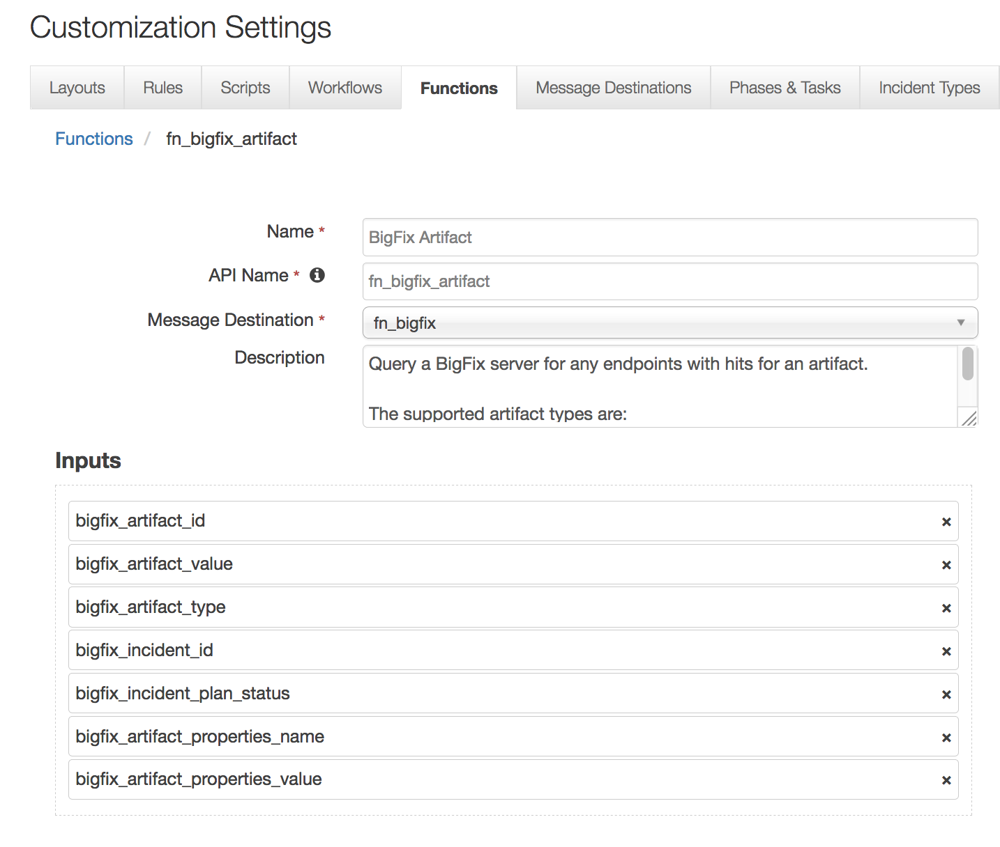 Customization Settings
Layouts Rules Scripts Workflows Functions Message Destinations Phases & Tasks Incident Types
Functions / fn_bigfix_artifact
Name * BigFix Artifact
API Name * fn_bigfix_artifact
Message Destination * fn_bigfix
Description Query a BigFix server for any endpoints with hits for an artifact.
The supported artifact types are:
Inputs
bigfix_artifact_id ×
bigfix_artifact_value ×
bigfix_artifact_type ×
bigfix_incident_id ×
bigfix_incident_plan_status ×
bigfix_artifact_properties_name ×
bigfix_artifact_properties_value ×